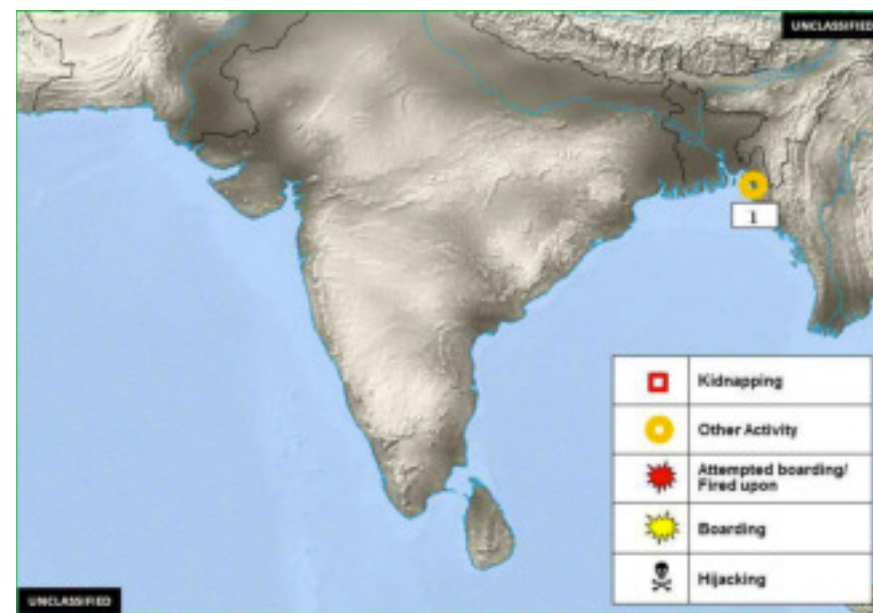 UNCLASSIFIED
1
Kidnapping
Other Activity
Attempted boarding/
Fired upon
Boarding
Hijacking
UNCLASSIFIED